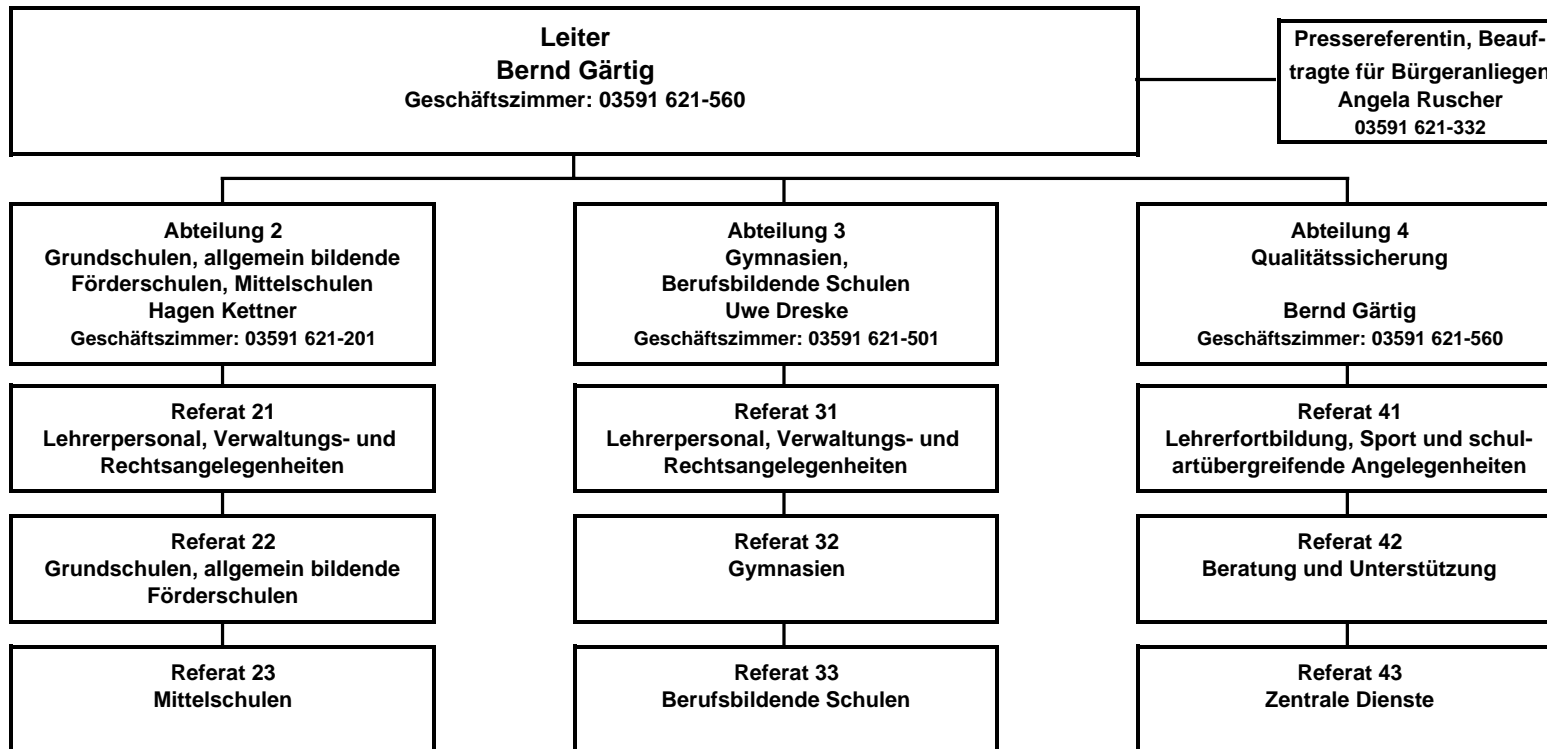 Leiter
Bernd Gärtig
Geschäftszimmer: 03591 621-560
Pressereferentin, Beauf-
tragte für Bürgeranliegen
Angela Ruscher
03591 621-332
Abteilung 2
Grundschulen, allgemein bildende
Förderschulen, Mittelschulen
Hagen Kettner
Geschäftszimmer: 03591 621-201
Abteilung 3
Gymnasien,
Berufsbildende Schulen
Uwe Dreske
Geschäftszimmer: 03591 621-501
Abteilung 4
Qualitätssicherung
Bernd Gärtig
Geschäftszimmer: 03591 621-560
Referat 21
Lehrerpersonal, Verwaltungs- und
Rechtsangelegenheiten
Referat 31
Lehrerpersonal, Verwaltungs- und
Rechtsangelegenheiten
Referat 41
Lehrerfortbildung, Sport und schul-
artübergreifende Angelegenheiten
Referat 22
Grundschulen, allgemein bildende
Förderschulen
Referat 32
Gymnasien
Referat 42
Beratung und Unterstützung
Referat 23
Mittelschulen
Referat 33
Berufsbildende Schulen
Referat 43
Zentrale Dienste